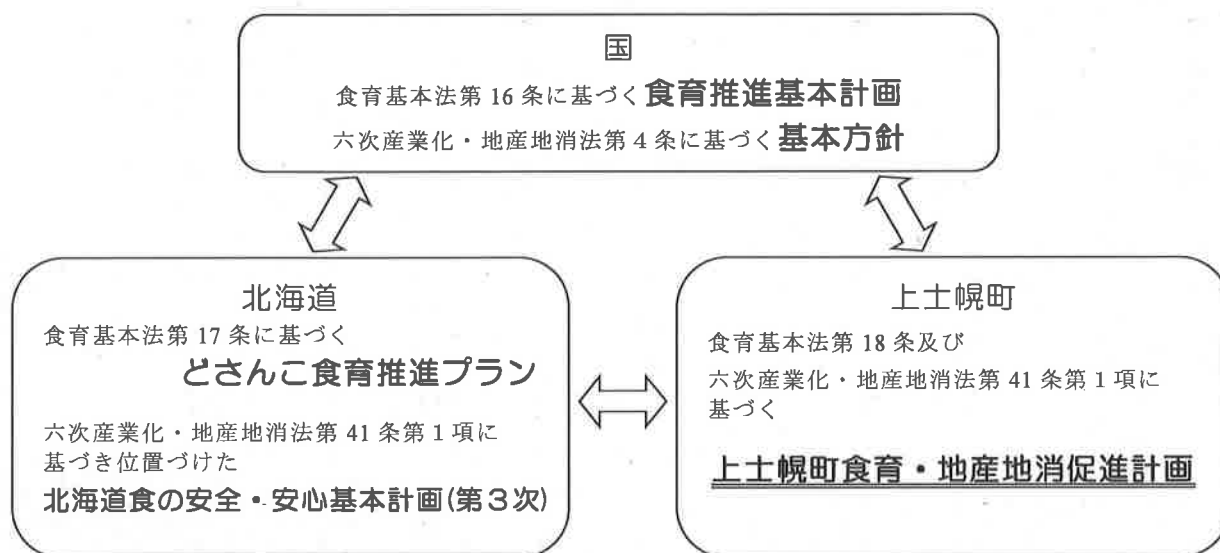 国
食育基本法第16条に基づく食育推進基本計画
六次産業化・地産地消法第4条に基づく基本方針
北海道
食育基本法第17条に基づく
どさんこ食育推進プラン
六次産業化・地産地消法第41条第1項に
基づき位置づけた
北海道食の安全・安心基本計画(第3次)
上士幌町
食育基本法第18条及び
六次産業化・地産地消法第41条第1項に
基づく
上士幌町食育・地産地消促進計画